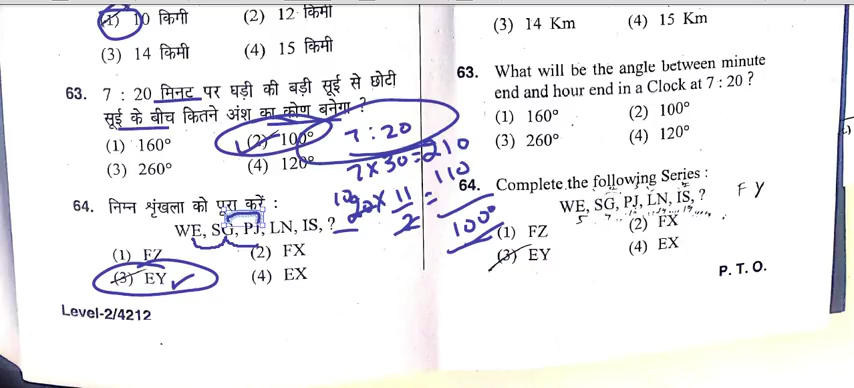 (1) 10 किमी (2) 12 किमी
(3) 14 किमी (4) 15 किमी
63. 7 : 20 मिनट पर घड़ी की बड़ी सूई से छोटी
सूई के बीच कितने अंश का कोण बनेगा ?
(1) 160° (2) 100°
(3) 260° (4) 120°
64. निम्न शृंखला को पूरा करें :
WE, SG, PJ, LN, IS, ?
(1) FZ (2) FX
(3) EY (4) EX
Level-2/4212
7 : 20
7 x 30 = 210
10
20 x 11/2 = 110
100°
(3) 14 Km (4) 15 Km
63. What will be the angle between minute
end and hour end in a Clock at 7 : 20 ?
(1) 160° (2) 100°
(3) 260° (4) 120°
64. Complete the following Series :
WE, SG, PJ, LN, IS, ?
F Y
(1) FZ (2) FX
(3) EY (4) EX
P. T. O.